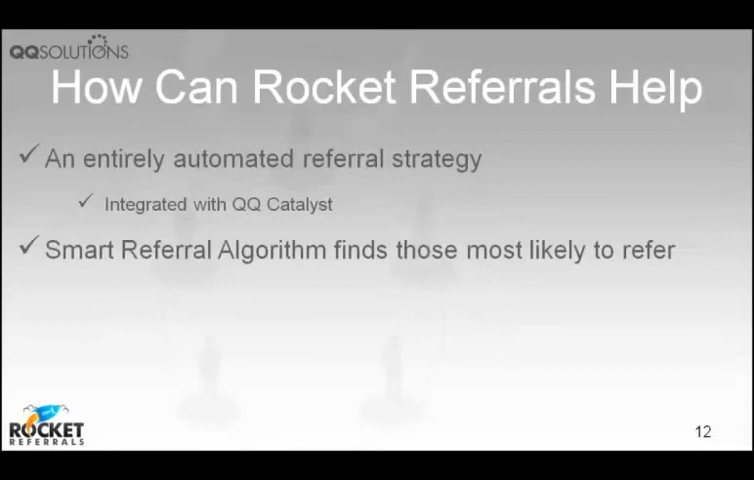 QQSOLUTIONS
How Can Rocket Referrals Help
✓ An entirely automated referral strategy
✓ Integrated with QQ Catalyst
✓ Smart Referral Algorithm finds those most likely to refer
ROCKET
REFERRALS
12